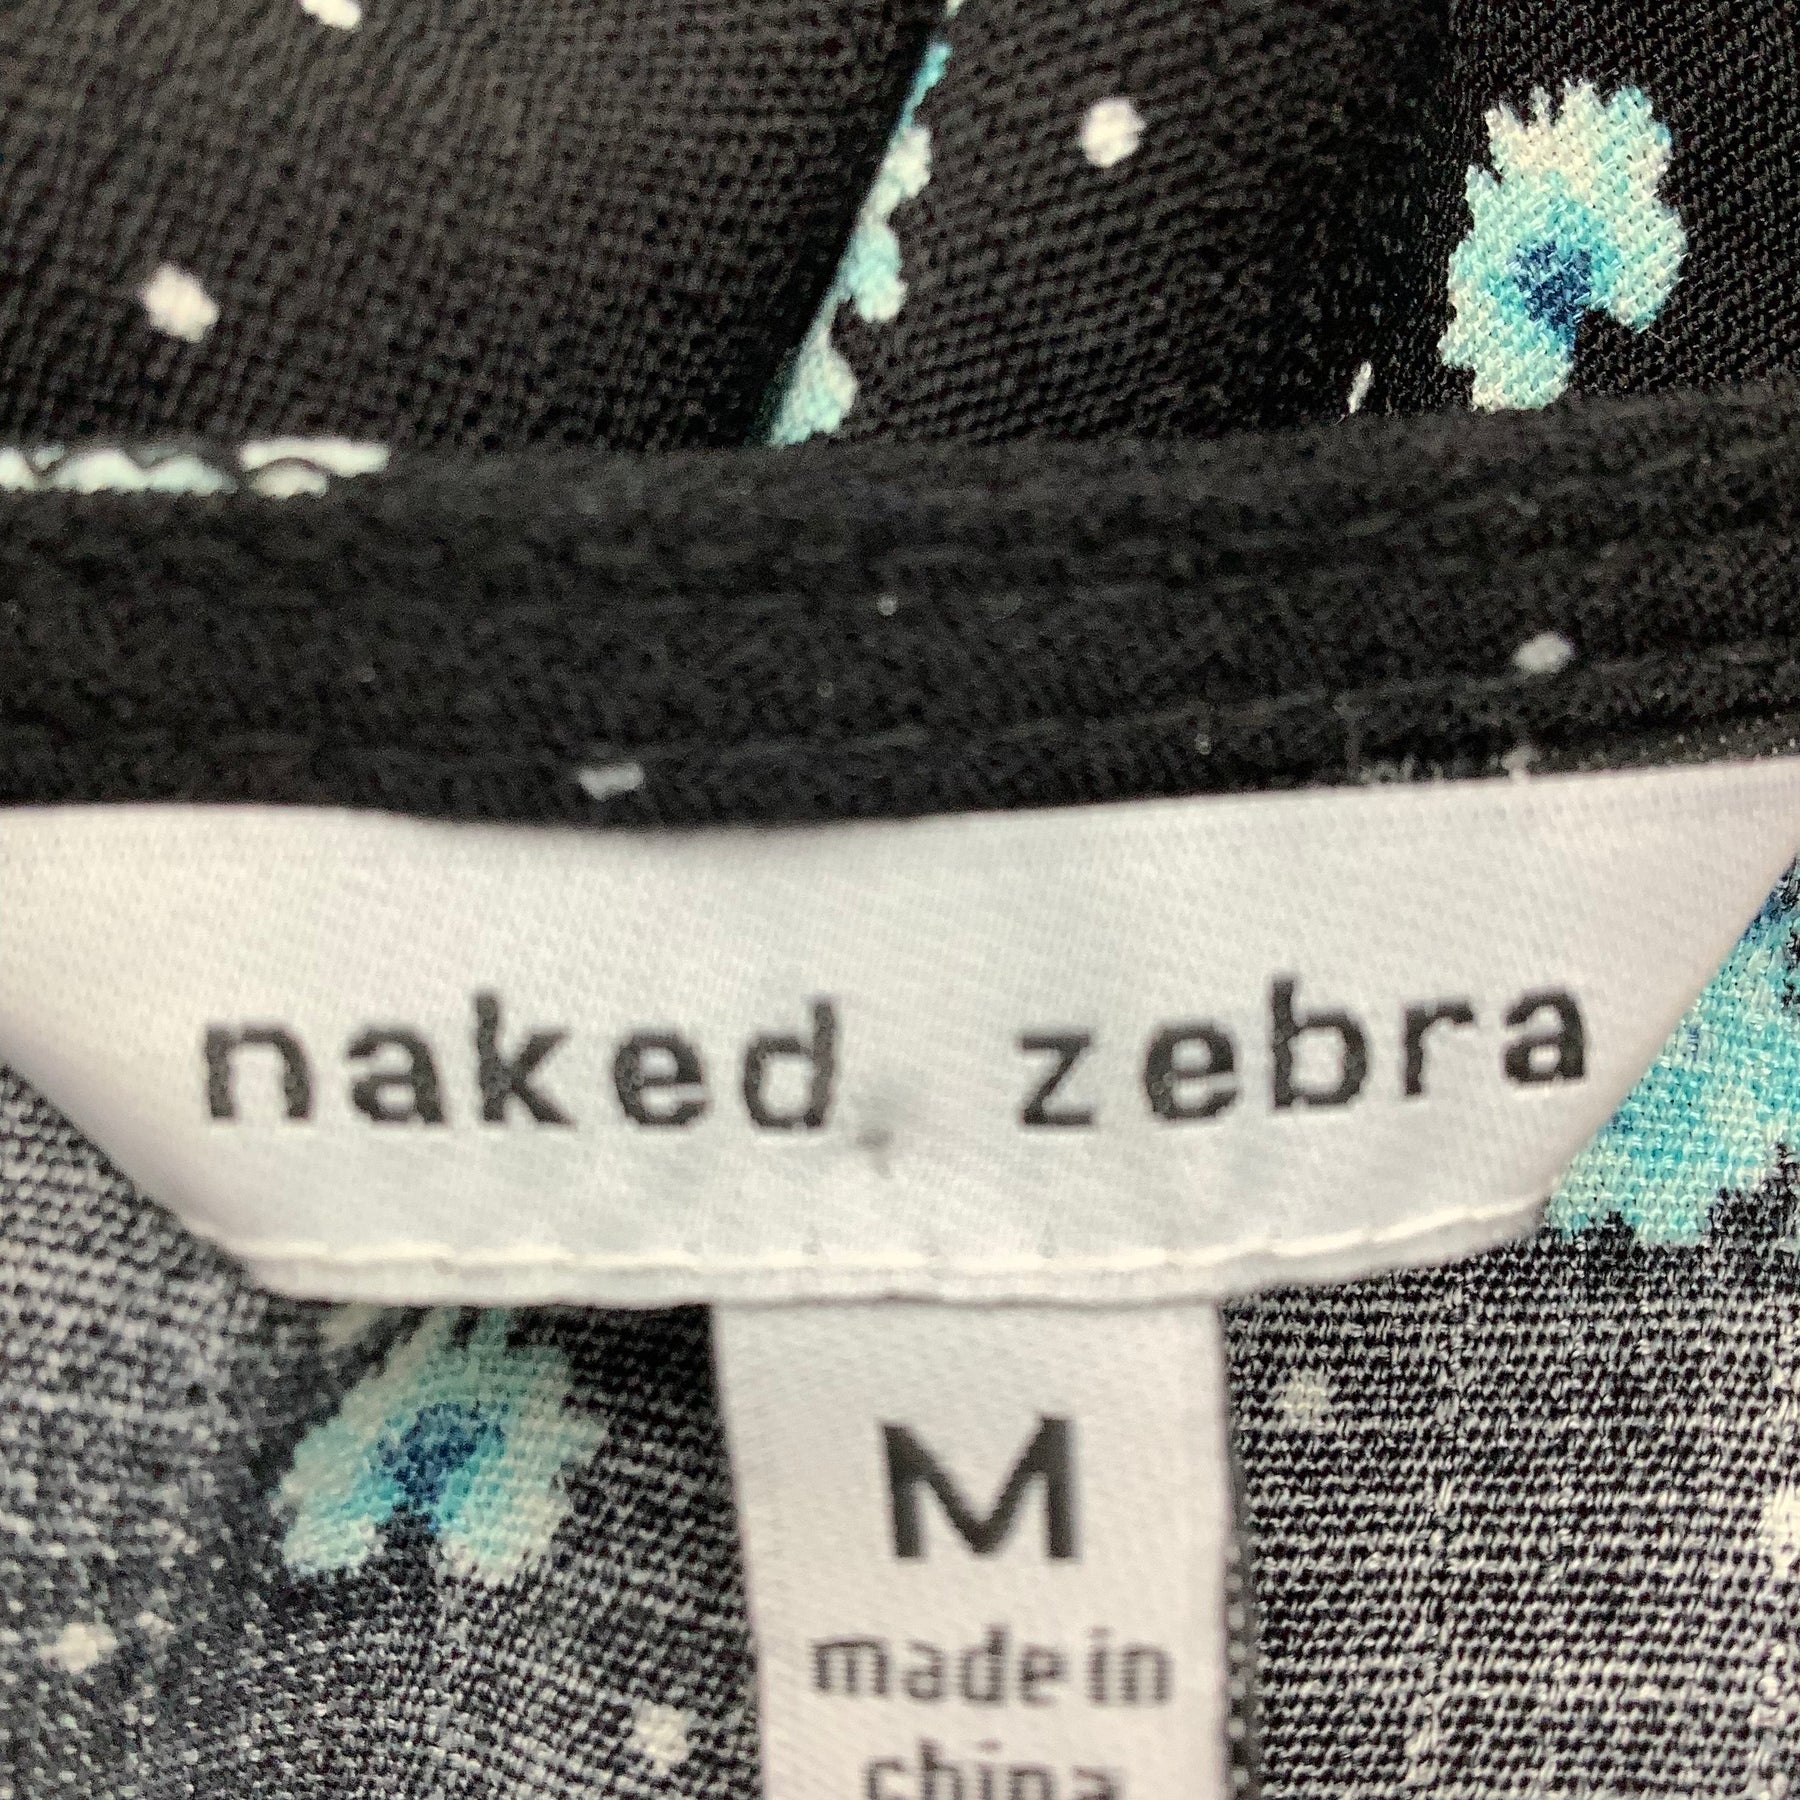 naked zebra
M
made in
china